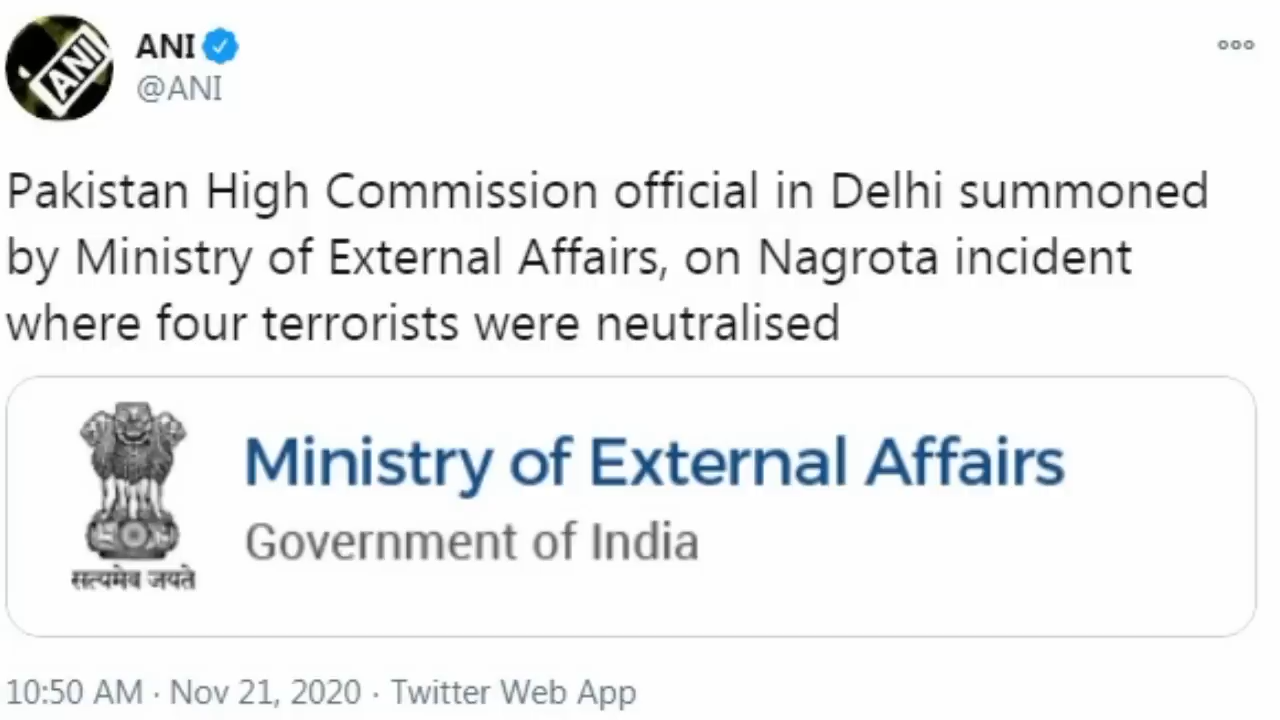 ANI
ANI
@ANI
Pakistan High Commission official in Delhi summoned
by Ministry of External Affairs, on Nagrota incident
where four terrorists were neutralised
Ministry of External Affairs
Government of India
सत्यमेव जयते
10:50 AM · Nov 21, 2020 · Twitter Web App